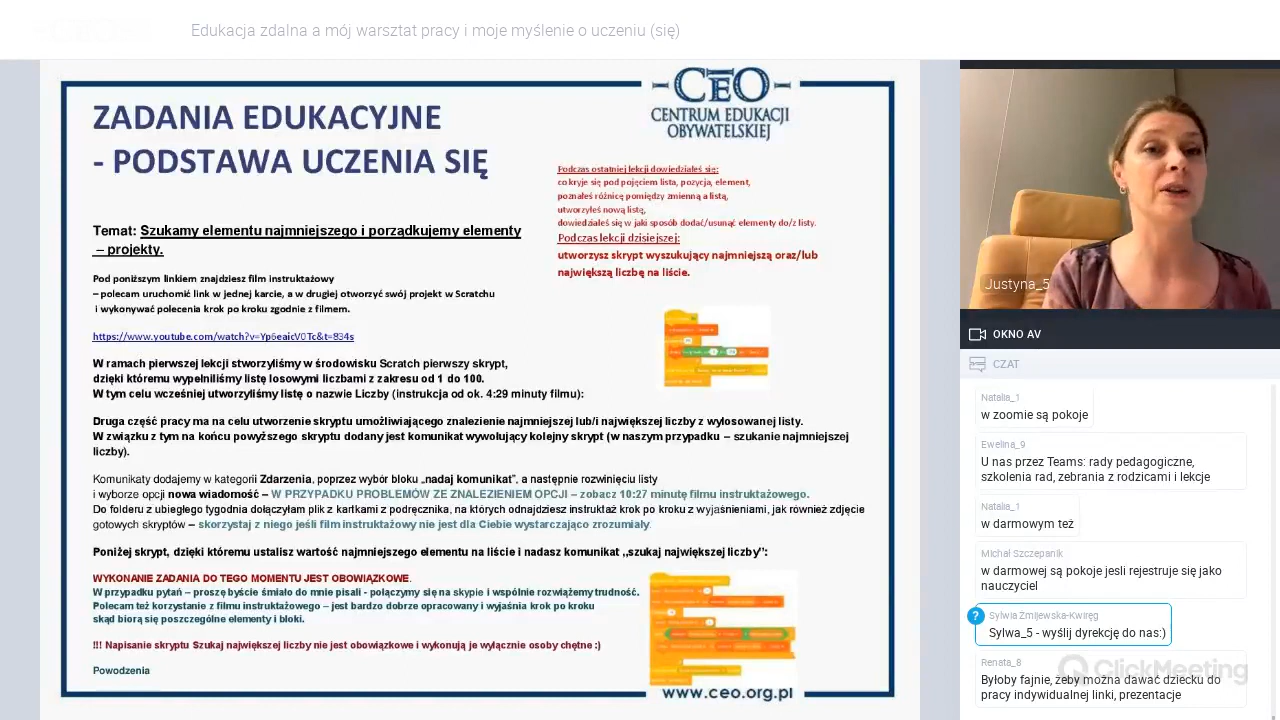 Edukacja zdalna a mój warsztat pracy i moje myślenie o uczeniu (się)
CEO
CENTRUM EDUKACJI
OBYWATELSKIEJ
ZADANIA EDUKACYJNE
- PODSTAWA UCZENIA SIĘ
Podczas ostatniej lekcji dowiedziałeś się:
co kryje się pod pojęciem lista, pozycja, element,
poznałeś różnicę pomiędzy zmienną a listą,
utworzyłeś nową listę,
dowiedziałeś się w jaki sposób dodać/usunąć elementy do/z listy.
Podczas lekcji dzisiejszej:
utworzysz skrypt wyszukujący najmniejszą oraz/lub
największą liczbę na liście.
Temat: Szukamy elementu najmniejszego i porządkujemy elementy
– projekty.
Pod poniższym linkiem znajdziesz film instruktażowy
– polecam uruchomić link w jednej karcie, a w drugiej otworzyć swój projekt w Scratchu
i wykonywać polecenia krok po kroku zgodnie z filmem.
https://www.youtube.com/watch?v=Yp6eaicV0Tc&t=834s
W ramach pierwszej lekcji stworzyliśmy w środowisku Scratch pierwszy skrypt,
dzięki któremu wypełniliśmy listę losowymi liczbami z zakresu od 1 do 100.
W tym celu wcześniej utworzyliśmy listę o nazwie Liczby (instrukcja od ok. 4:29 minuty filmu):
Druga część pracy ma na celu utworzenie skryptu umożliwiającego znalezienie najmniejszej lub/i największej liczby z wylosowanej listy.
W związku z tym na końcu powyższego skryptu dodany jest komunikat wywołujący kolejny skrypt (w naszym przypadku – szukanie najmniejszej
liczby).
Komunikaty dodajemy w kategorii Zdarzenia, poprzez wybór bloku „nadaj komunikat", a następnie rozwinięciu listy
i wyborze opcji nowa wiadomość – W PRZYPADKU PROBLEMÓW ZE ZNALEZIENIEM OPCJI – zobacz 10:27 minutę filmu instruktażowego.
Do folderu z ubiegłego tygodnia dołączyłam plik z kartkami z podręcznika, na których odnajdziesz instruktaż krok po kroku z wyjaśnieniami, jak również zdjęcie
gotowych skryptów – skorzystaj z niego jeśli film instruktażowy nie jest dla Ciebie wystarczająco zrozumiały.
Poniżej skrypt, dzięki któremu ustalisz wartość najmniejszego elementu na liście i nadasz komunikat „szukaj największej liczby":
WYKONANIE ZADANIA DO TEGO MOMENTU JEST OBOWIĄZKOWE.
W przypadku pytań – proszę byście śmiało do mnie pisali - połączymy się na skypie i wspólnie rozwiążemy trudność.
Polecam też korzystanie z filmu instruktażowego – jest bardzo dobrze opracowany i wyjaśnia krok po kroku
skąd biorą się poszczególne elementy i bloki.
!!! Napisanie skryptu Szukaj największej liczby nie jest obowiązkowe i wykonują je wyłącznie osoby chętne :)
Powodzenia
www.ceo.org.pl
Justyna_5
OKNO AV
CZAT
Natalia_1
w zoomie są pokoje
Ewelina_9
U nas przez Teams: rady pedagogiczne,
szkolenia rad, zebrania z rodzicami i lekcje
Natalia_1
w darmowym też
Michał Szczepanik
w darmowej są pokoje jesli rejestruje się jako
nauczyciel
?
Sylwia Żmijewska-Kwiręg
Sylwa_5 - wyślij dyrekcję do nas:)
Renata_8
Byłoby fajnie, żeby można dawać dziecku do
pracy indywidualnej linki, prezentacje
ClickMeeting